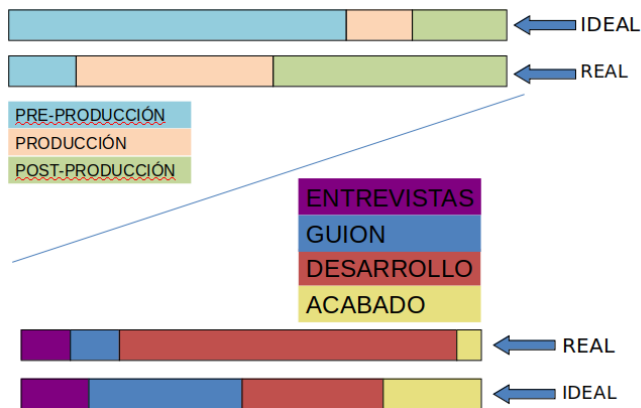 IDEAL
REAL
PRE-PRODUCCIÓN
PRODUCCIÓN
POST-PRODUCCIÓN
ENTREVISTAS
GUION
DESARROLLO
ACABADO
REAL
IDEAL